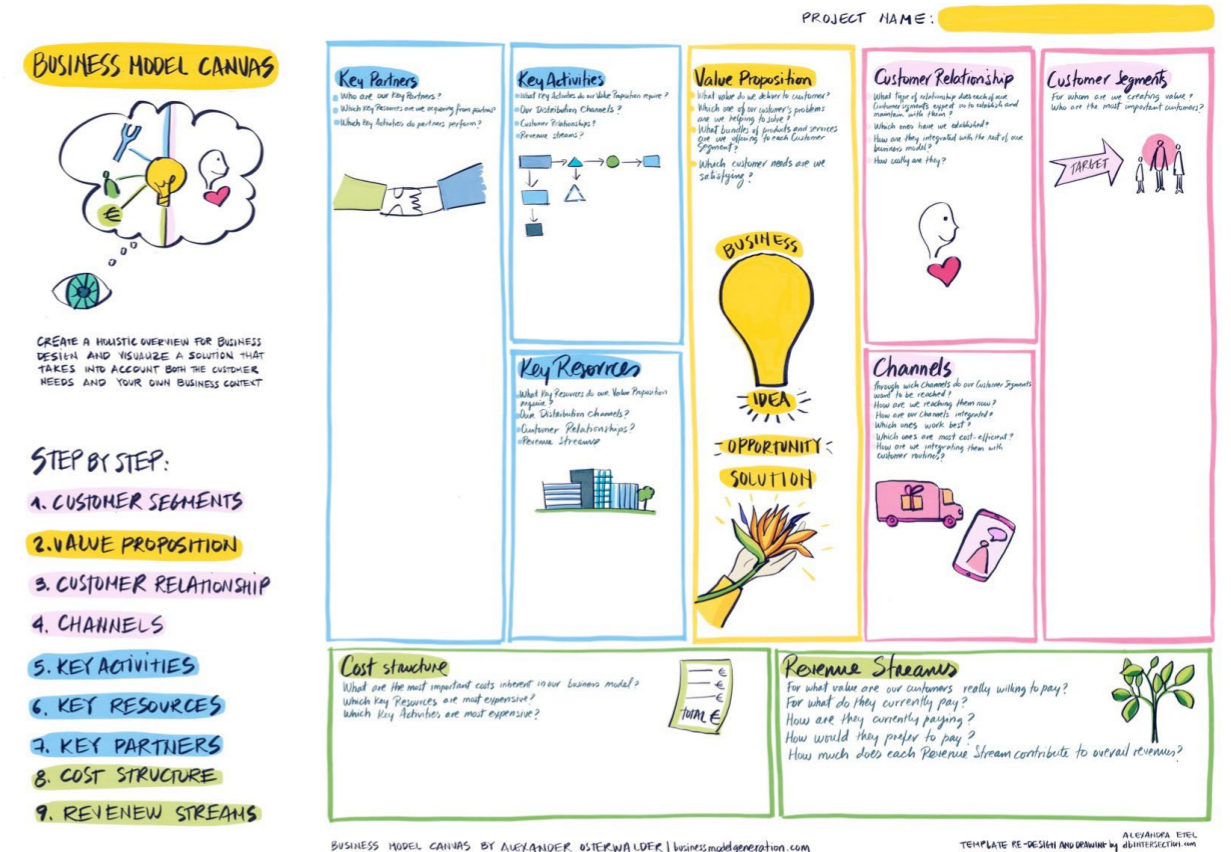 PROJECT NAME:
BUSINESS MODEL CANVAS
€
CREATE A HOLISTIC OVERVIEW FOR BUSINESS
DESIGN AND VISUALIZE A SOLUTION THAT
TAKES INTO ACCOUNT BOTH THE CUSTOMER
NEEDS AND YOUR OWN BUSINESS CONTEXT
STEP BY STEP:
1. CUSTOMER SEGMENTS
2. VALUE PROPOSITION
3. CUSTOMER RELATIONSHIP
4. CHANNELS
5. KEY ACTIVITIES
6. KEY RESOURCES
7. KEY PARTNERS
8. COST STRUCTURE
9. REVENEW STREAMS
Key Partners
Who are our Key Partners?
Which Key Resources are we acquiring from partners?
Which Key Activities do partners perform?
Key Activities
What Key Activities do our Value Proposition require?
Our Distribution Channels?
Customer Relationships?
Revenue streams?
Key Resources
What Key Resources do our Value Proposition
require?
Our Distribution Channels?
Customer Relationships?
Revenue Streams
Value Proposition
What value do we deliver to customer?
Which one of our customer's problems
are we helping to solve?
What bundles of products and services
are we offering to each Customer
Segment?
Which customer needs are we
satisfying?
BUSINESS
IDEA
OPPORTUNITY
SOLUTION
Customer Relationship
What type of relationship does each of our
Customer segments expect us to establish and
maintain with them?
Which ones have we established?
How are they integrated with the rest of our
business model?
How costly are they?
Channels
Through wich Channels do our Customer Segments
want to be reached?
How are we reaching them now?
How are our Channels integrated?
Which ones work best?
Which ones are most cost-efficient?
How are we integrating them with
customer routines?
Customer Segments
For whom are we creating value?
Who are the most important customers?
TARGET
Cost structure
What are the most important costs inherent in our business model?
Which Key Resources are most expensive?
Which Key Activities are most expensive?
€
€
€
TOTAL €
Revenue Streams
For what value are our customers really willing to pay?
For what do they currently pay?
How are they currently paying?
How would they prefer to pay?
How much does each Revenue Stream contribute to overall revenues?
BUSINESS MODEL CANVAS BY ALEXANDER OSTERWALDER | businessmodelgeneration.com
ALEXANDRA ETEL
TEMPLATE RE-DESIGN AND DRAWING by dbINTERSECTION.com